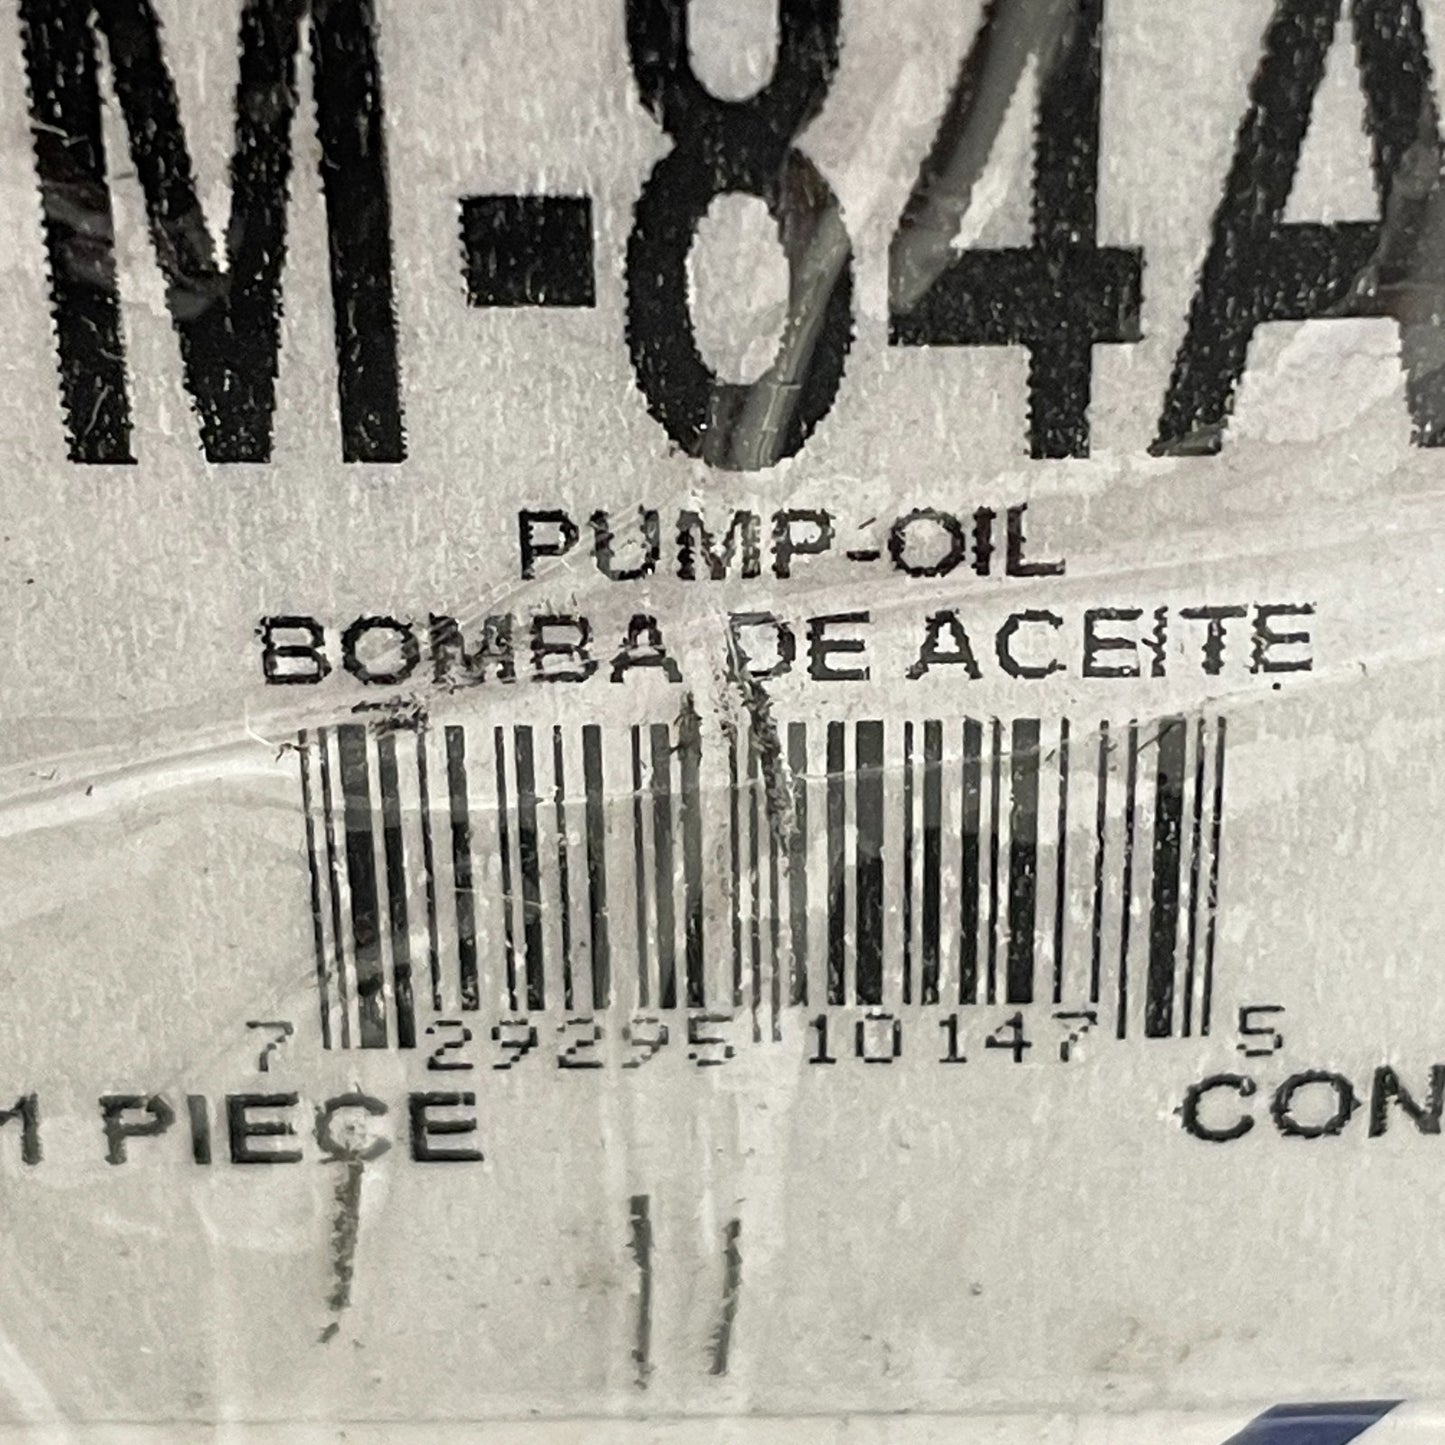 M-84A
PUMP-OIL
BOMBA DE ACEITE
7 29295 10147 5
1 PIECE
CON